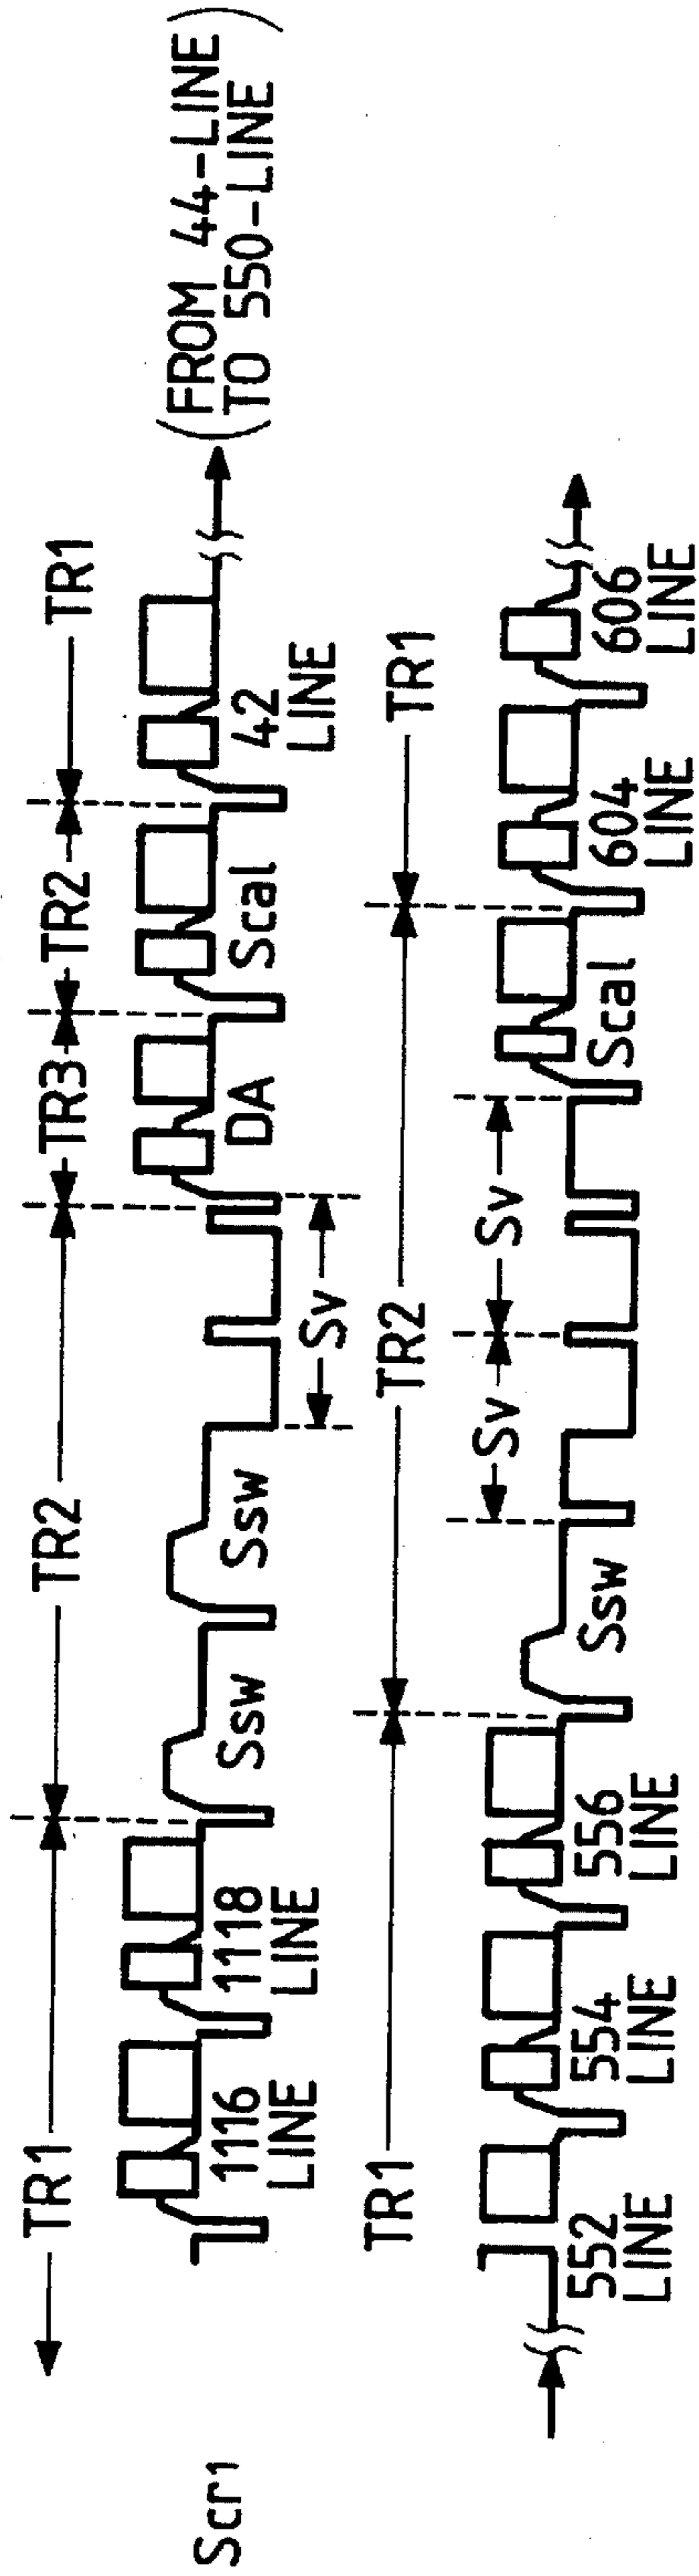 TR1 TR2 TR3 TR2 TR1
Scr1
1116 LINE
1118 LINE
Ssw
Ssw
Sv
DA
Scal
42 LINE
(FROM 44-LINE
TO 550-LINE)
TR1 TR2 TR1
552 LINE
554 LINE
556 LINE
Ssw
Sv
Sv
Scal
604 LINE
606 LINE